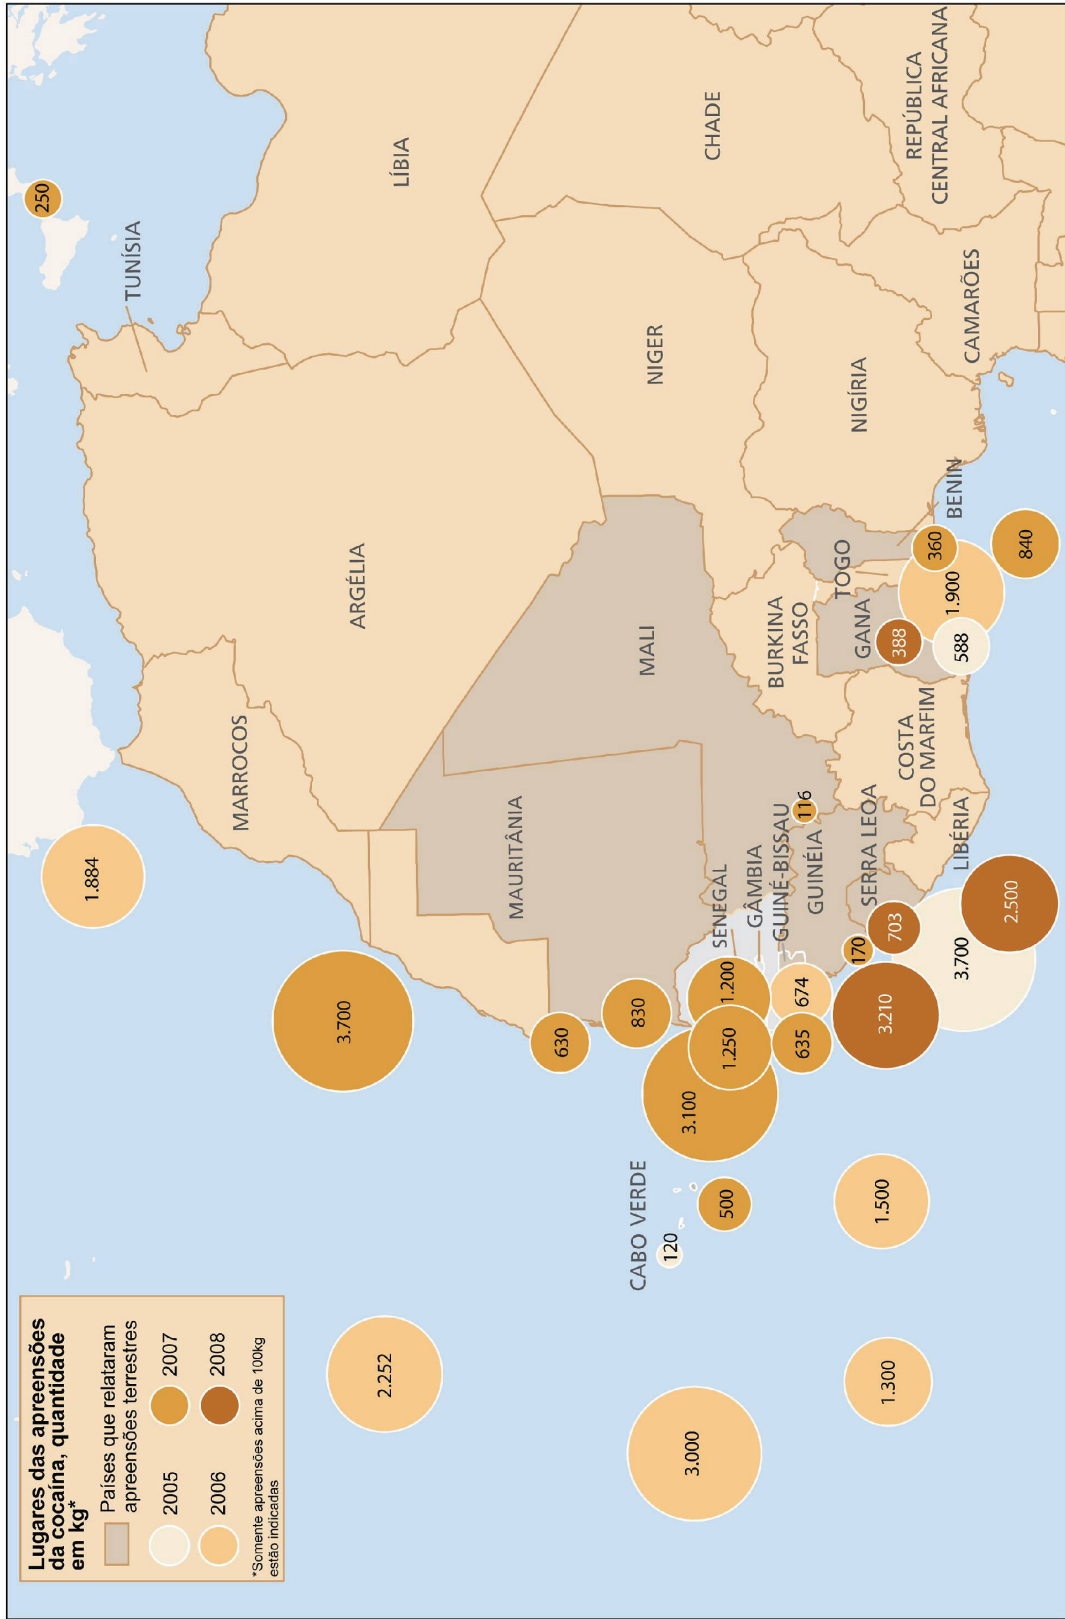 Lugares das apreensões
da cocaína, quantidade
em kg*
Países que relataram
apreensões terrestres
2005
2007
2006
2008
*Somente apreensões acima de 100kg
estão indicadas
1.884
250
TUNÍSIA
MARROCOS
ARGÉLIA
LÍBIA
3.700
2.252
MAURITÂNIA
MALI
NIGER
CHADE
630
830
CABO VERDE
120
500
3.000
3.100
1.250
1.200
SENEGAL
GÂMBIA
GUINÉ-BISSAU
635
674
116
GUINÉIA
BURKINA
FASSO
TOGO
BENIN
NIGÍRIA
REPÚBLICA
CENTRAL AFRICANA
CAMARÕES
GANA
388
360
1.900
588
840
COSTA
DO MARFIM
SERRA LEOA
LIBÉRIA
170
703
3.210
3.700
2.500
1.500
1.300